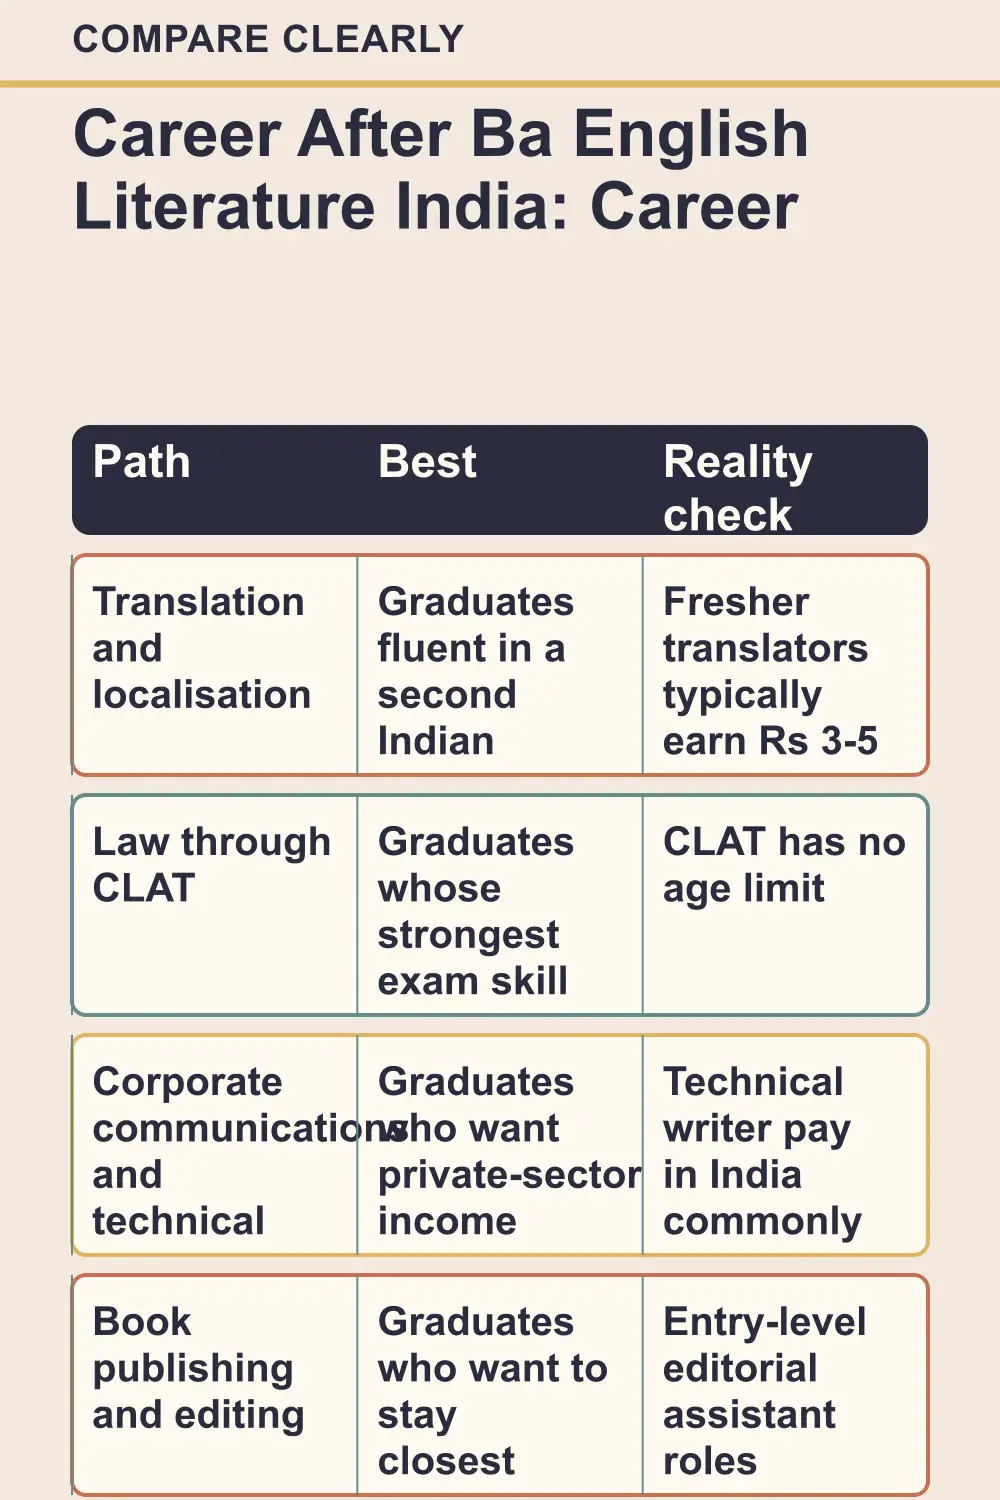 COMPARE CLEARLY
Career After Ba English
Literature India: Career
Path
Best
Reality
check
Translation
and
localisation
Graduates
fluent in a
second
Indian
Fresher
translators
typically
earn Rs 3-5
Law through
CLAT
Graduates
whose
strongest
exam skill
CLAT has no
age limit
Corporate
communications
and
technical
Graduates
who want
private-sector
income
Technical
writer pay
in India
commonly
Book
publishing
and editing
Graduates
who want to
stay
closest
Entry-level
editorial
assistant
roles